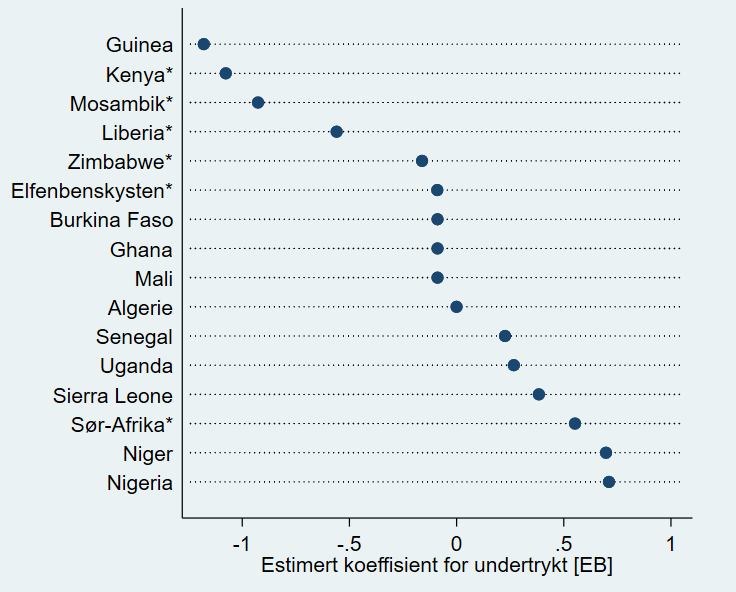 Guinea
Kenya*
Mosambik*
Liberia*
Zimbabwe*
Elfenbenskysten*
Burkina Faso
Ghana
Mali
Algerie
Senegal
Uganda
Sierra Leone
Sør-Afrika*
Niger
Nigeria
-1 -.5 0 .5 1
Estimert koeffisient for undertrykt [EB]